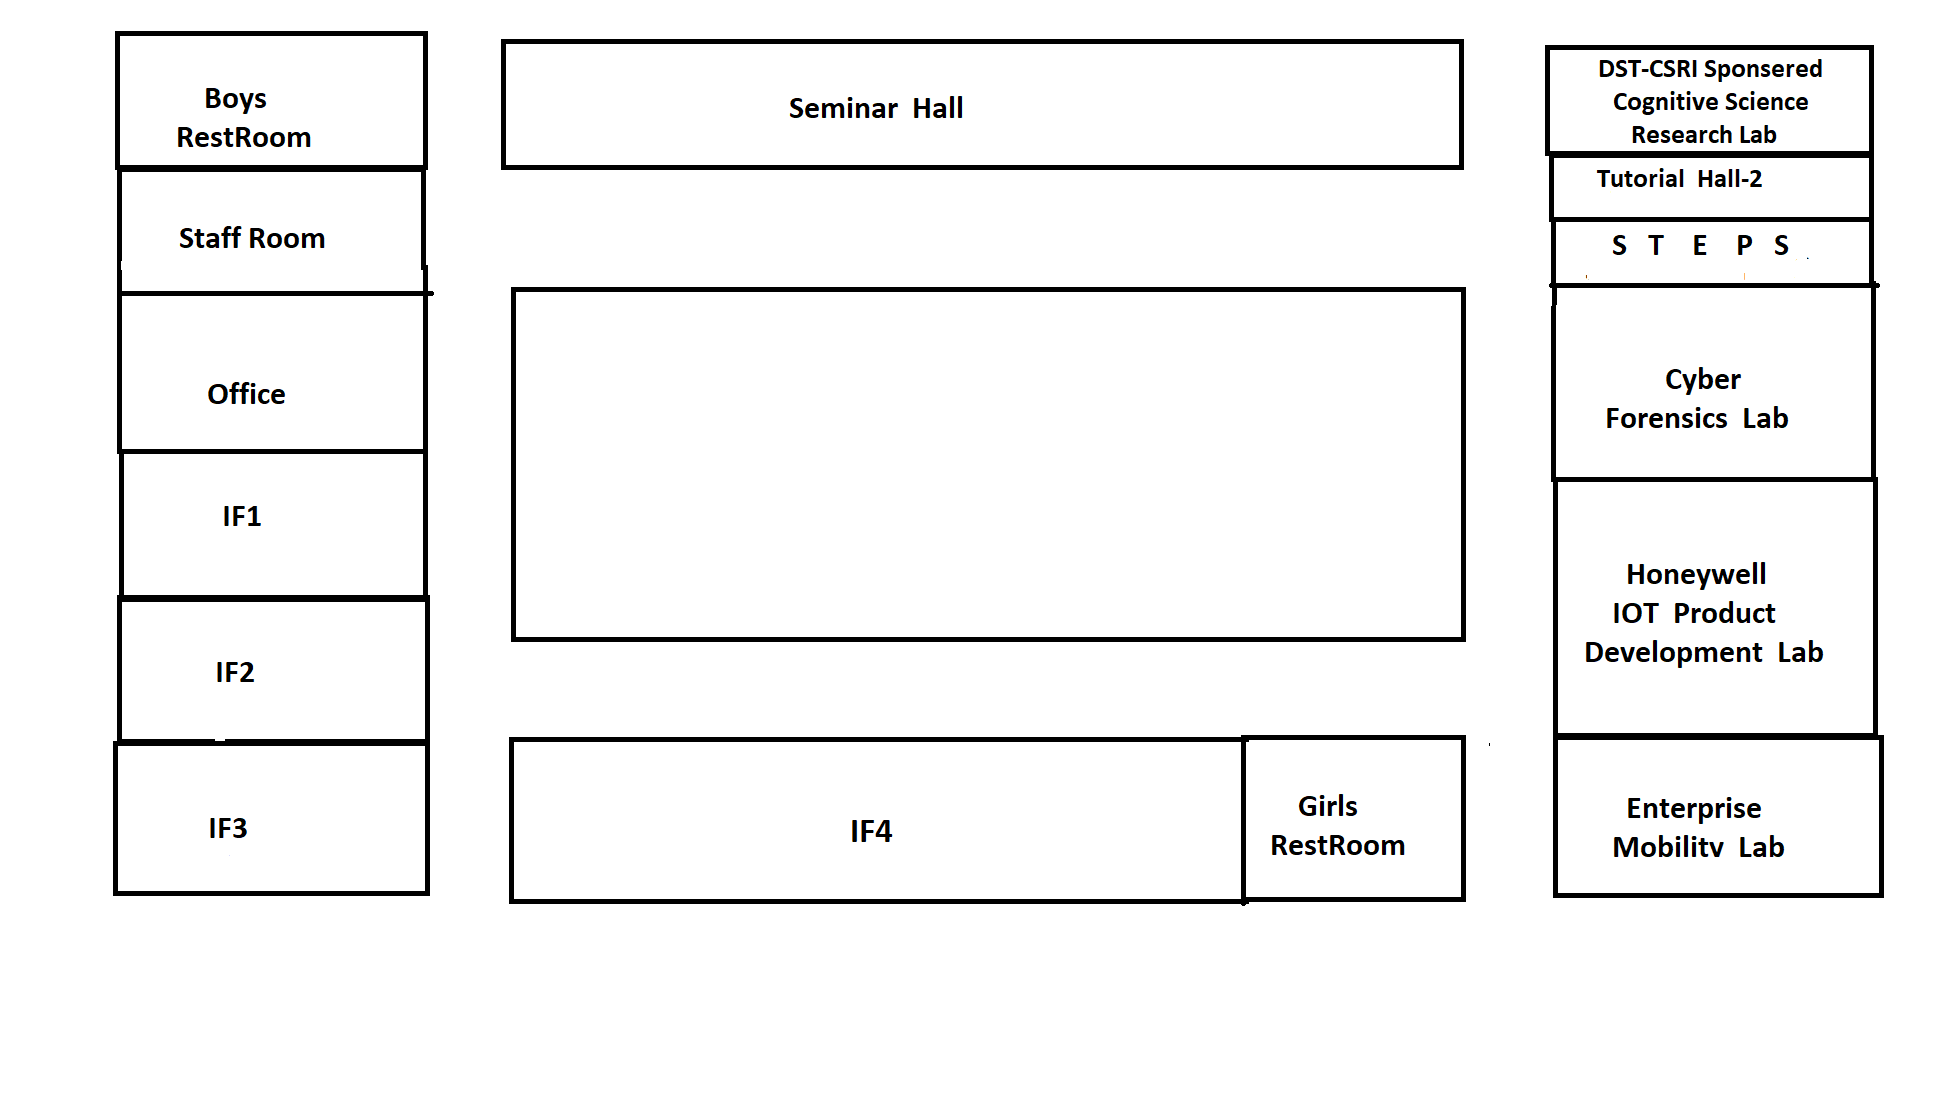 Boys
RestRoom
Staff Room
Office
IF1
IF2
IF3
Seminar  Hall
IF4
Girls
RestRoom
DST-CSRI Sponsered
Cognitive Science
Research Lab
Tutorial  Hall-2
S T E P S
Cyber
Forensics  Lab
Honeywell
IOT  Product
Development  Lab
Enterprise
Mobility  Lab